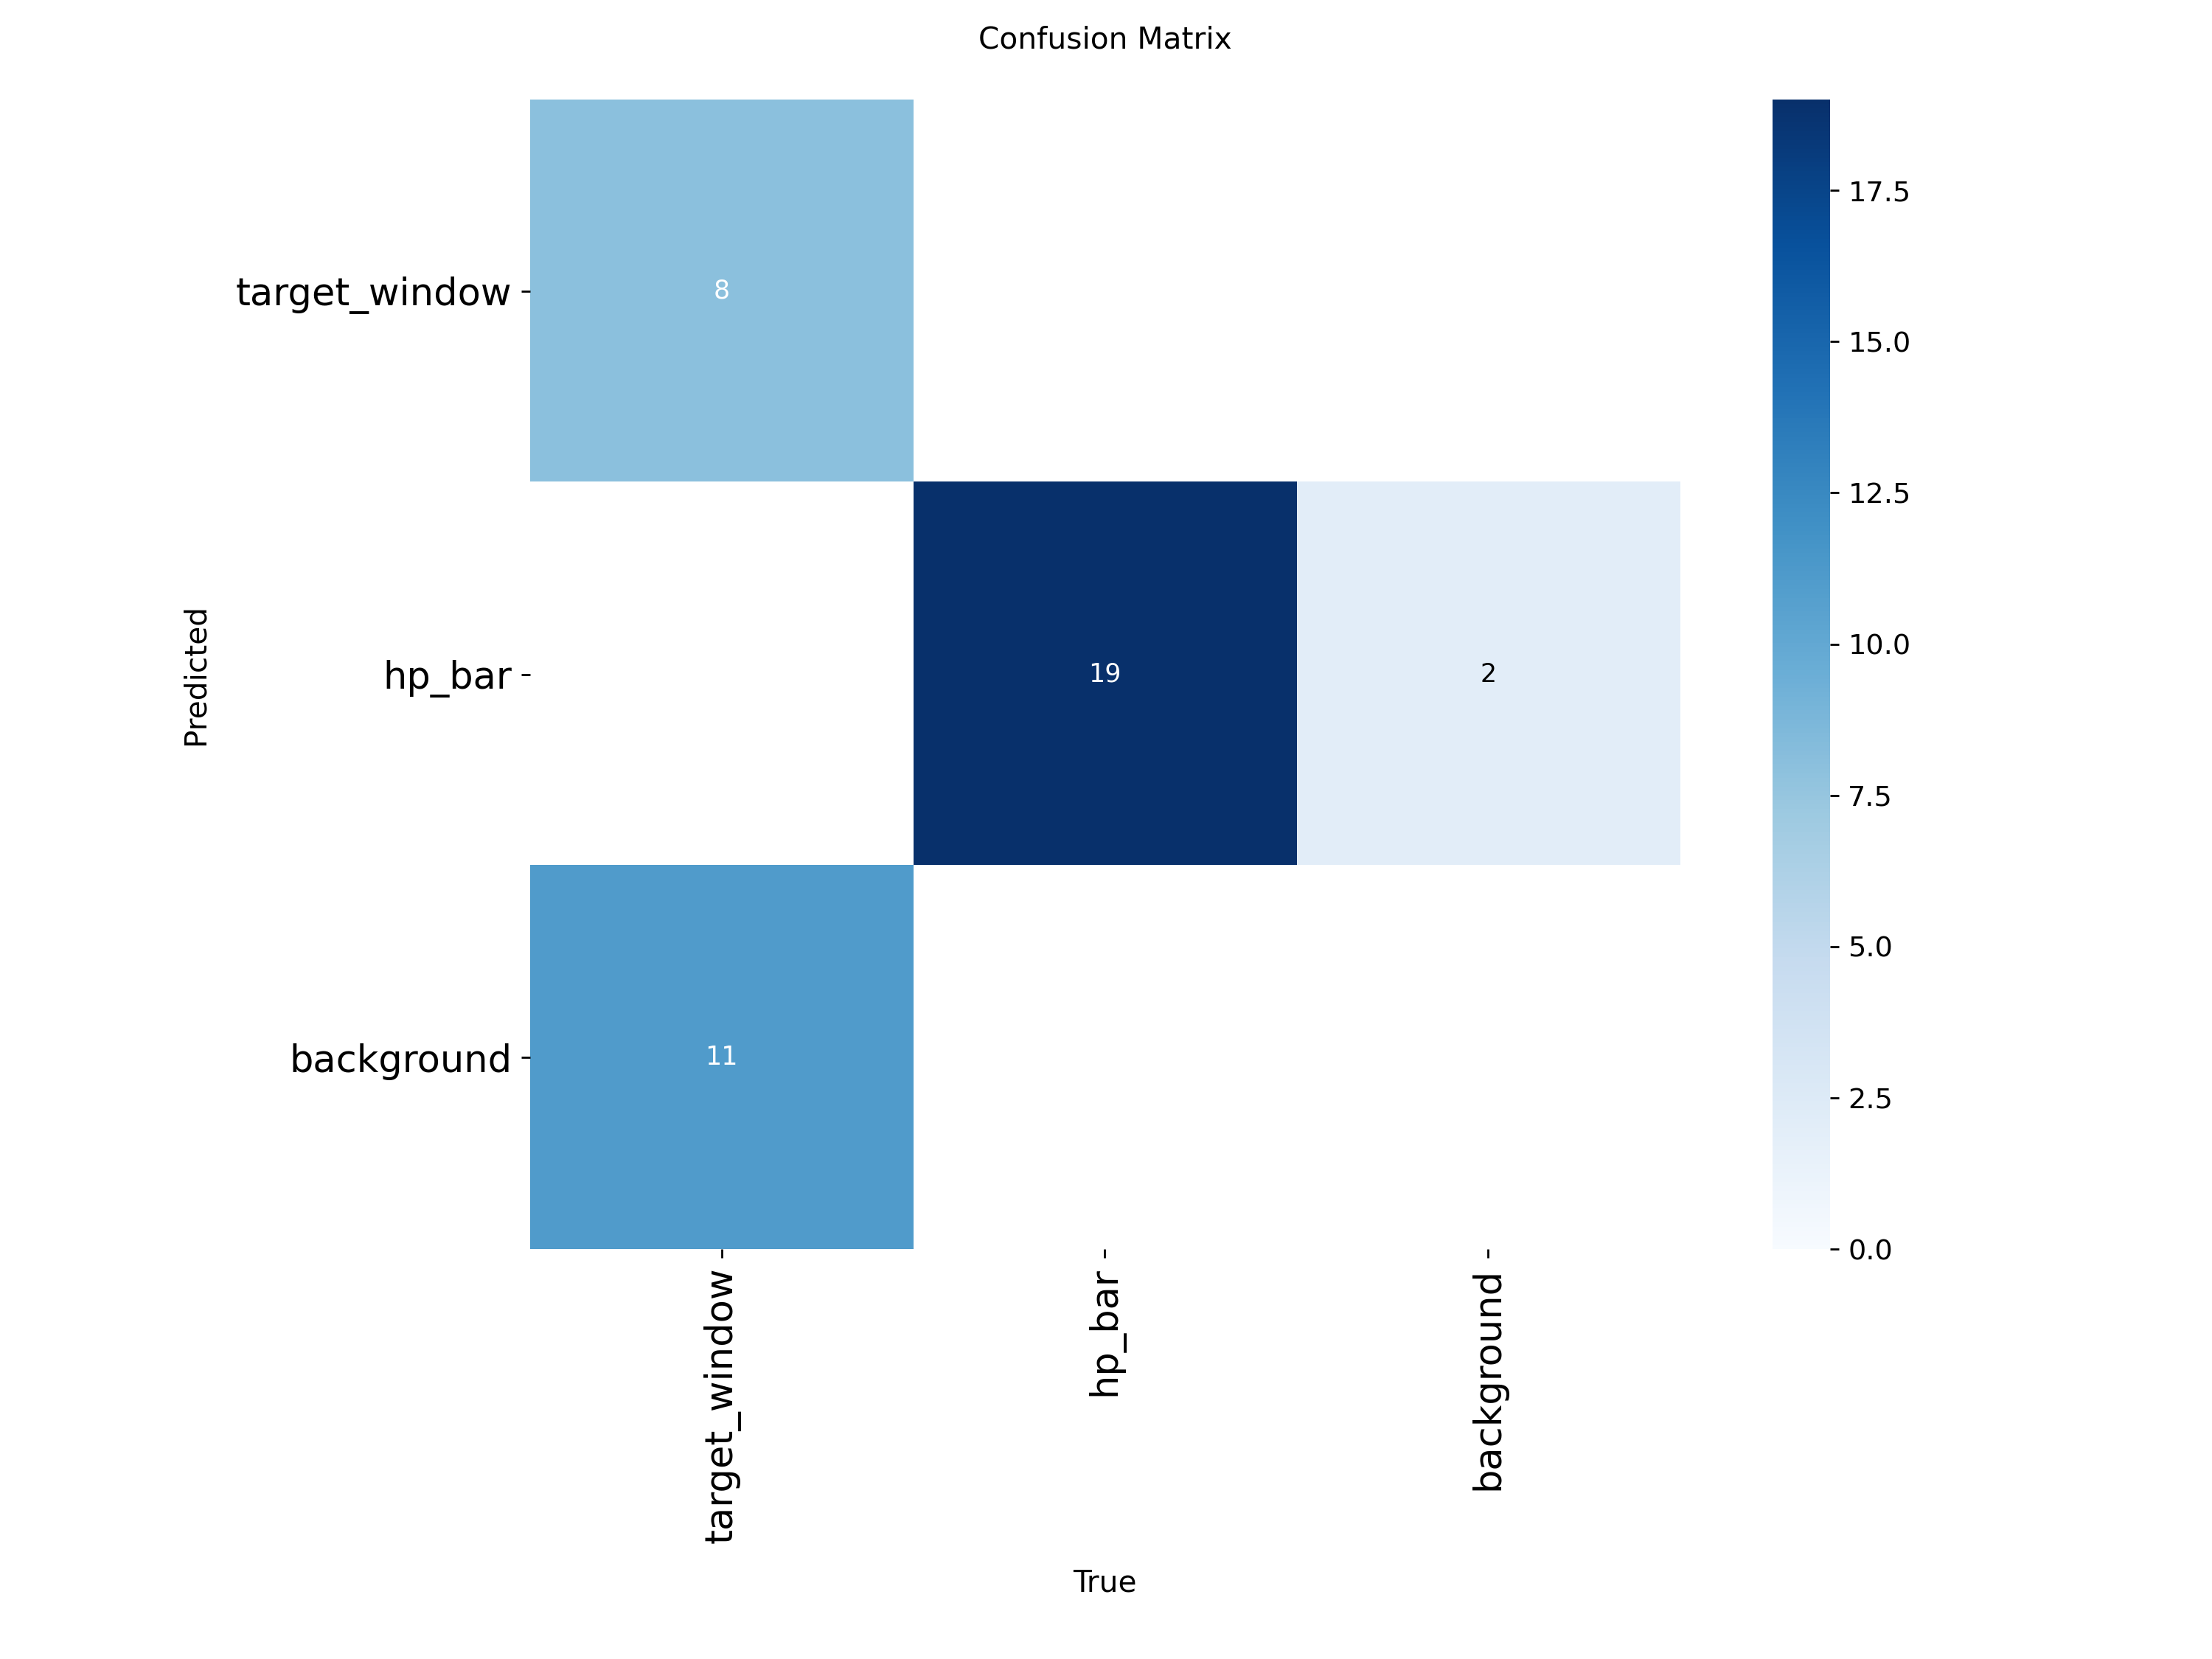 Confusion Matrix
target_window
8
hp_bar
19
2
background
11
Predicted
target_window
hp_bar
background
True
17.5
15.0
12.5
10.0
7.5
5.0
2.5
0.0